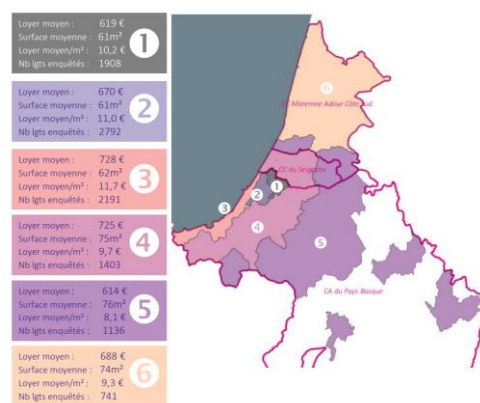 Loyer moyen : 619 €
Surface moyenne : 61m²
Loyer moyen/m² : 10,2 €
Nb lgts enquêtés : 1908
1
Loyer moyen : 670 €
Surface moyenne : 61m²
Loyer moyen/m² : 11,0 €
Nb lgts enquêtés : 2792
2
Loyer moyen : 728 €
Surface moyenne : 62m²
Loyer moyen/m² : 11,7 €
Nb lgts enquêtés : 2191
3
Loyer moyen : 725 €
Surface moyenne : 75m²
Loyer moyen/m² : 9,7 €
Nb lgts enquêtés : 1403
4
Loyer moyen : 614 €
Surface moyenne : 76m²
Loyer moyen/m² : 8,1 €
Nb lgts enquêtés : 1136
5
Loyer moyen : 688 €
Surface moyenne : 74m²
Loyer moyen/m² : 9,3 €
Nb lgts enquêtés : 741
6
6
CC Maremne Adour Côte Sud
CC du Seignanx
1
2
3
4
5
CA du Pays Basque